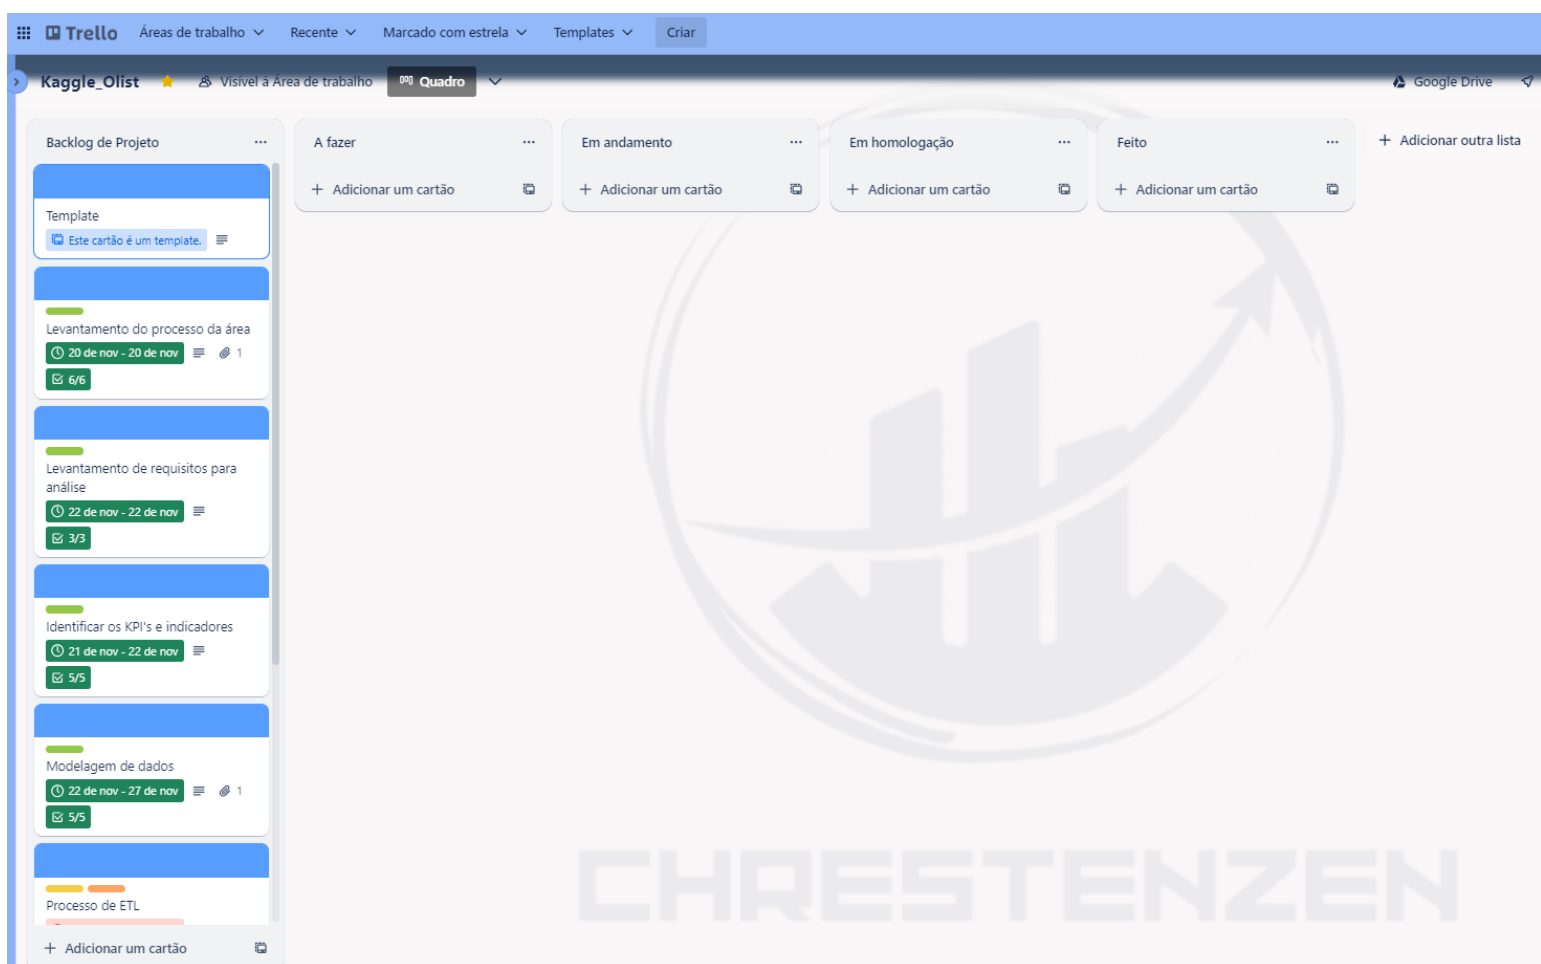 Trello Áreas de trabalho Recente Marcado com estrela Templates Criar
Kaggle_Olist Visível à Área de trabalho Quadro Google Drive
Backlog de Projeto
Template
Este cartão é um template.
Levantamento do processo da área
20 de nov - 20 de nov 1
6/6
Levantamento de requisitos para
análise
22 de nov - 22 de nov
3/3
Identificar os KPI's e indicadores
21 de nov - 22 de nov
5/5
Modelagem de dados
22 de nov - 27 de nov 1
5/5
Processo de ETL
+ Adicionar um cartão
A fazer
+ Adicionar um cartão
Em andamento
+ Adicionar um cartão
Em homologação
+ Adicionar um cartão
Feito
+ Adicionar um cartão
+ Adicionar outra lista
CHRESTENZEN